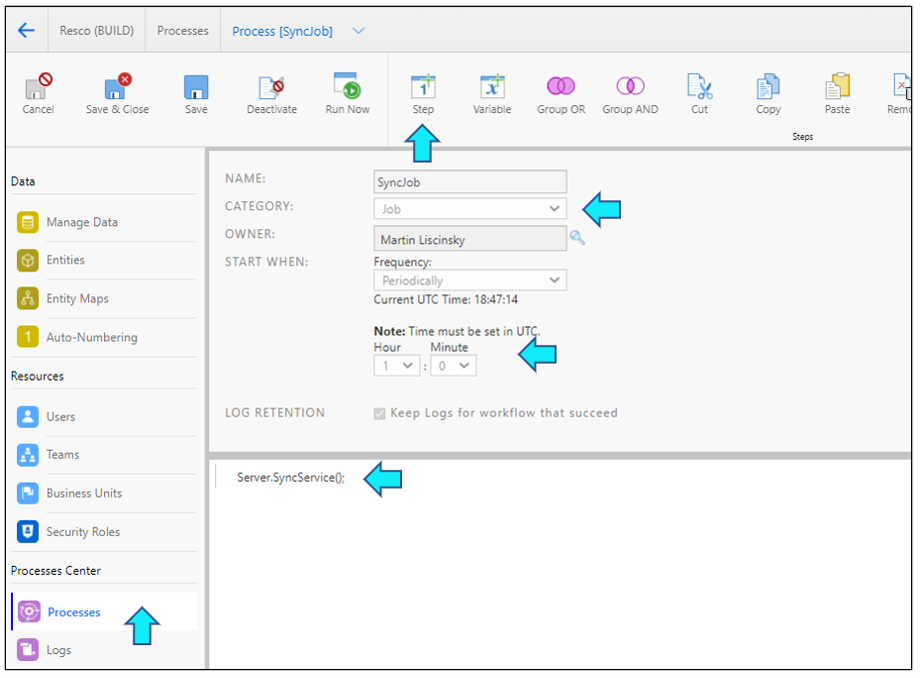 Resco (BUILD) Processes Process [SyncJob]
Cancel Save & Close Save Deactivate Run Now Step Variable Group OR Group AND Cut Copy Paste
Steps
Data
Manage Data
Entities
Entity Maps
1 Auto-Numbering
Resources
Users
Teams
Business Units
Security Roles
Processes Center
Processes
Logs
NAME: SyncJob
CATEGORY: Job
OWNER: Martin Liscinsky
START WHEN: Frequency:
Periodically
Current UTC Time: 18:47:14
Note: Time must be set in UTC.
Hour Minute
1 : 0
LOG RETENTION Keep Logs for workflow that succeed
Server.SyncService();